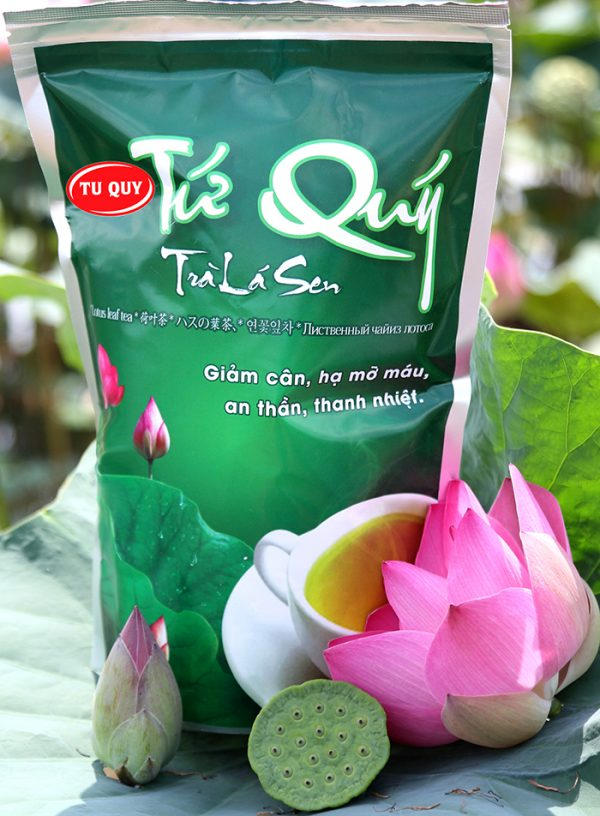 TU QUY
Tứ Quý
Trà Lá Sen
Lotus leaf tea * 荷叶茶 * ハスの葉茶、* 연꽃잎차 * Лиственный чай из лотоса
Giảm cân, hạ mỡ máu,
an thần, thanh nhiệt.